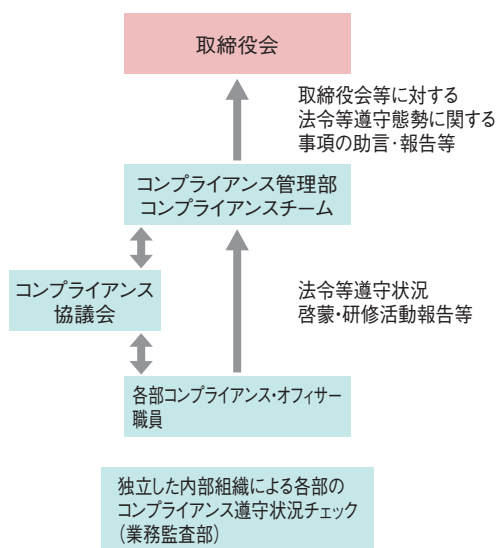 取締役会
取締役会等に対する
法令等遵守態勢に関する
事項の助言・報告等
コンプライアンス管理部
コンプライアンスチーム
コンプライアンス
協議会
法令等遵守状況
啓蒙・研修活動報告等
各部コンプライアンス・オフィサー
職員
独立した内部組織による各部の
コンプライアンス遵守状況チェック
(業務監査部)